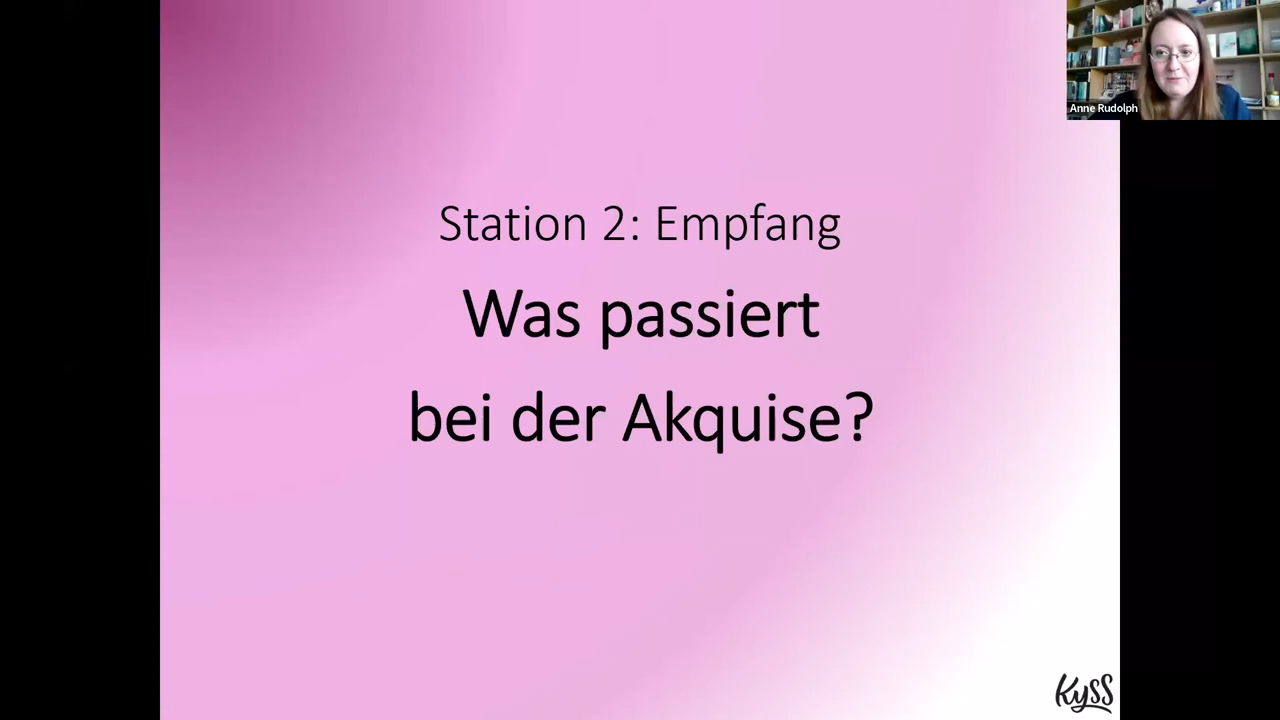 Anne Rudolph
Station 2: Empfang
Was passiert
bei der Akquise?
Kyss